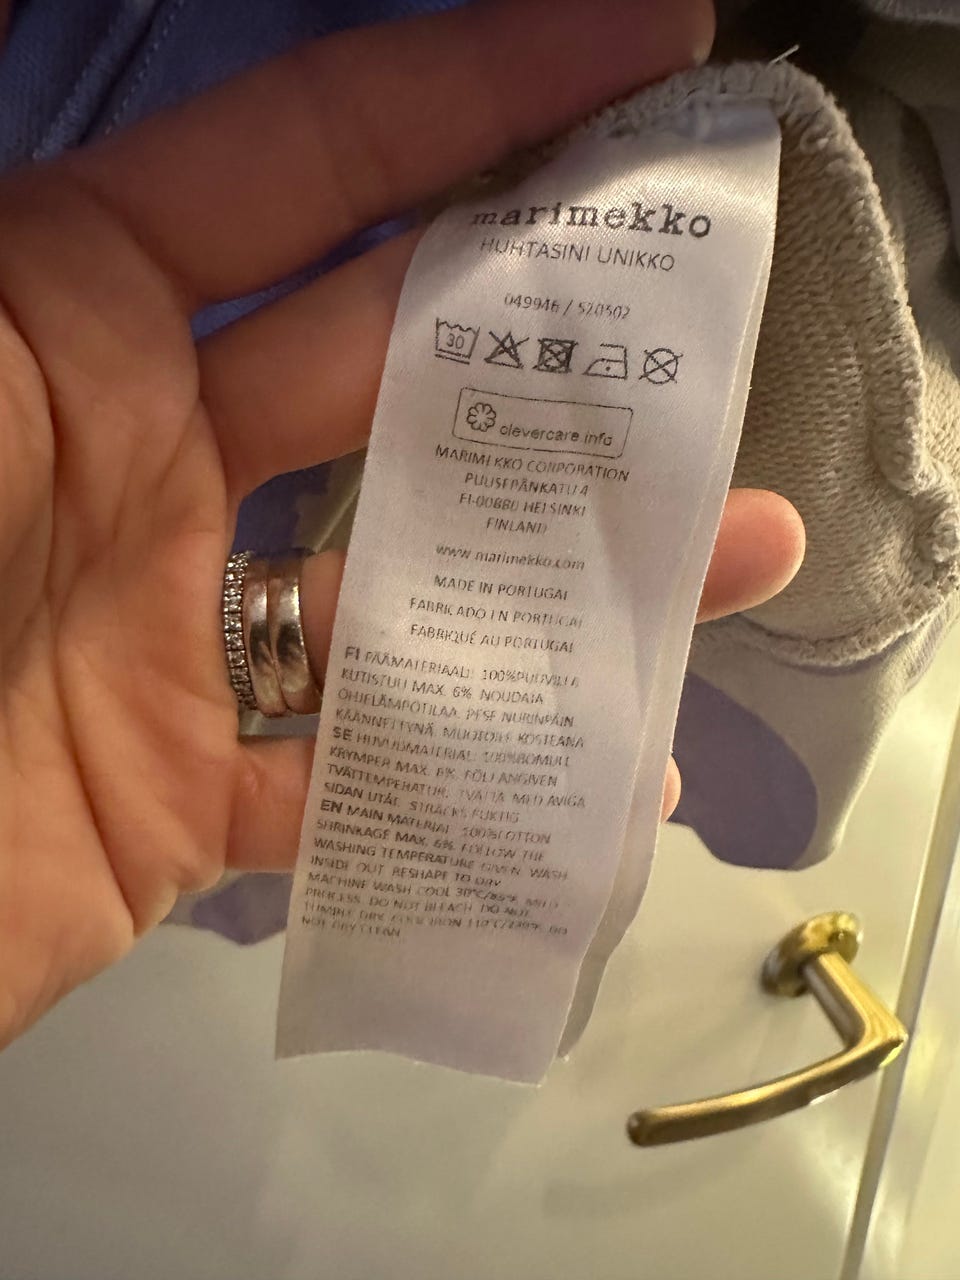 marimekko
HUHTASINI UNIKKO
049946 / 520502
30
clevercare.info
MARIMEKKO CORPORATION
PUUSEPÄNKATU 4
FI-00880 HELSINKI
FINLAND
www.marimekko.com
MADE IN PORTUGAL
FABRICADO EN PORTUGAL
FABRIQUÉ AU PORTUGAL
FI PÄÄMATERIAALI: 100%PUUVILLA
KUTISTUU MAX. 6% NOUDATA
OHJELÄMPÖTILAA. PESE NURINPÄIN
KÄÄNNETTYNÄ. MUOTOILE KOSTEANA
SE HUVUDMATERIAL: 100%BOMULL
KRYMPER MAX. 6%. FÖLJ ANGIVEN
TVÄTTEMPERATUR. TVÄTTA MED AVIGA
SIDAN UTÅT. STRÄCKS FUKTIG
EN MAIN MATERIAL: 100%COTTON
SHRINKAGE MAX. 6%. FOLLOW THE
WASHING TEMPERATURE GIVEN. WASH
INSIDE OUT. RESHAPE TO DRY
MACHINE WASH COOL 30°C/85°F. MILD
PROCESS. DO NOT BLEACH. DO NOT
TUMBLE DRY. COOL IRON 110°C/230°F. DO
NOT DRY CLEAN.